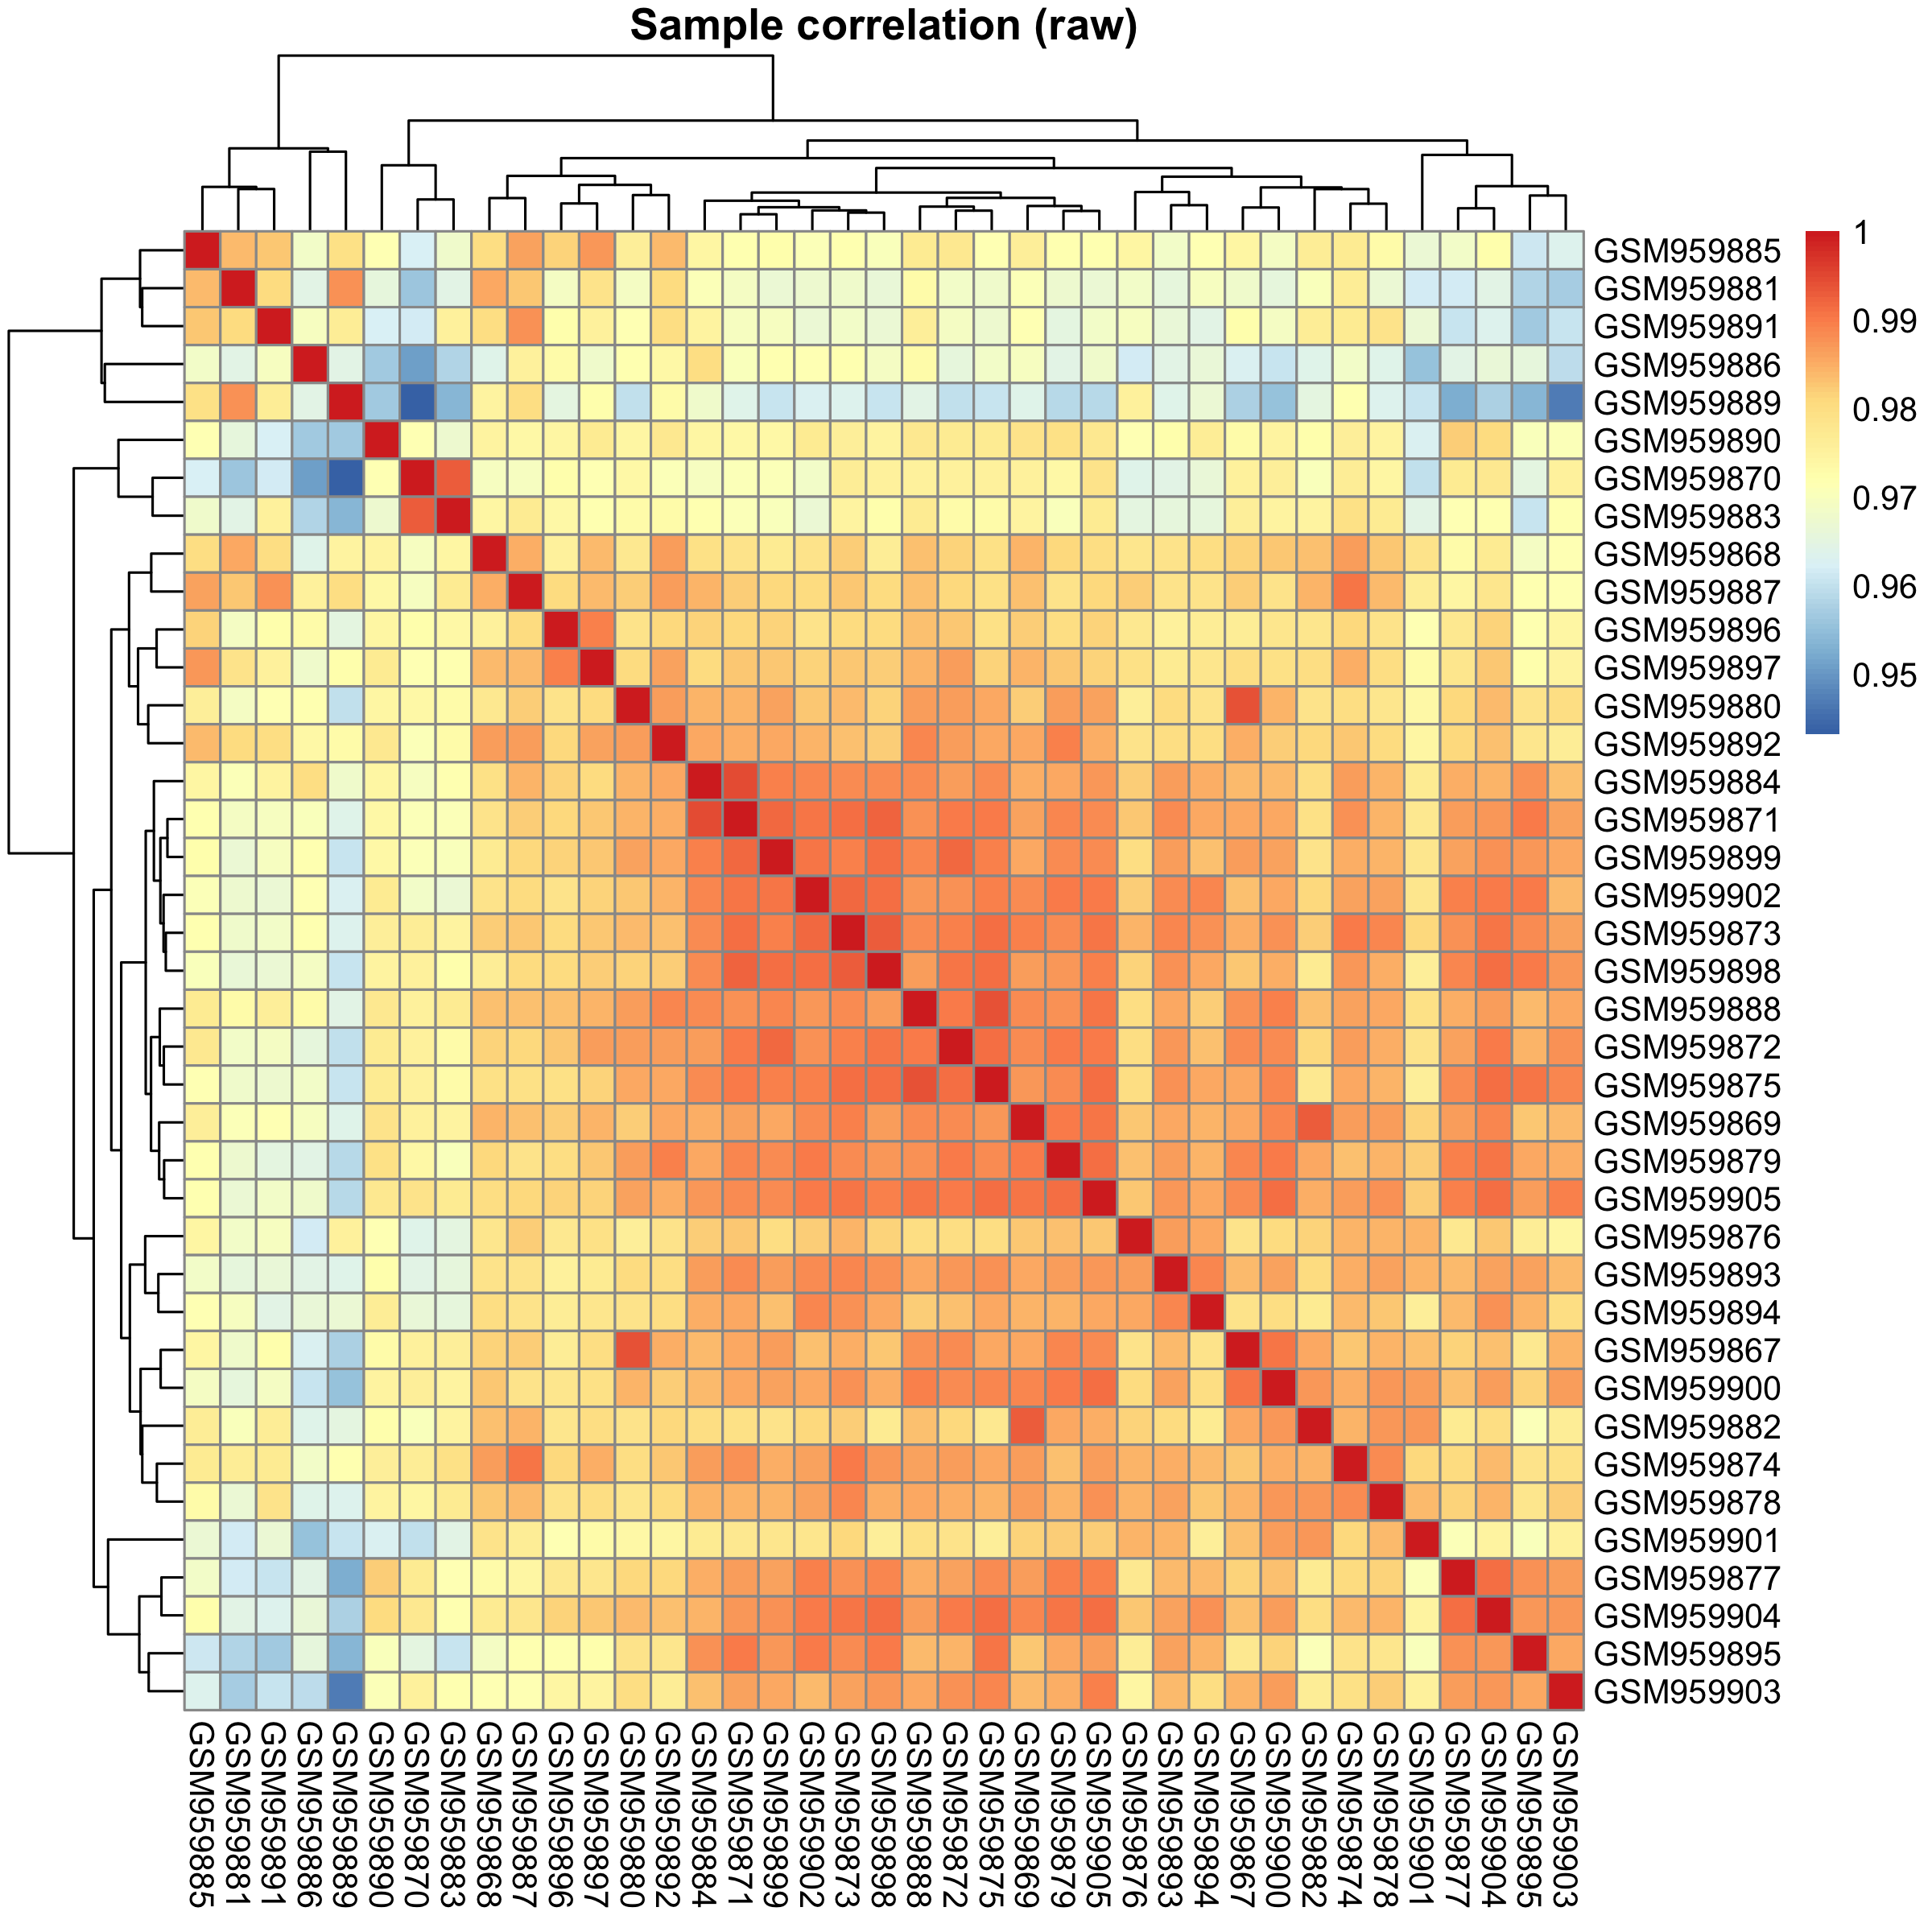 Sample correlation (raw)
GSM959885
GSM959881
GSM959891
GSM959886
GSM959889
GSM959890
GSM959870
GSM959883
GSM959868
GSM959887
GSM959896
GSM959897
GSM959880
GSM959892
GSM959884
GSM959871
GSM959899
GSM959902
GSM959873
GSM959898
GSM959888
GSM959872
GSM959875
GSM959869
GSM959879
GSM959905
GSM959876
GSM959893
GSM959894
GSM959867
GSM959900
GSM959882
GSM959874
GSM959878
GSM959901
GSM959877
GSM959904
GSM959895
GSM959903
1
0.99
0.98
0.97
0.96
0.95
GSM959885
GSM959881
GSM959891
GSM959886
GSM959889
GSM959890
GSM959870
GSM959883
GSM959868
GSM959887
GSM959896
GSM959897
GSM959880
GSM959892
GSM959884
GSM959871
GSM959899
GSM959902
GSM959873
GSM959898
GSM959888
GSM959872
GSM959875
GSM959869
GSM959879
GSM959905
GSM959876
GSM959893
GSM959894
GSM959867
GSM959900
GSM959882
GSM959874
GSM959878
GSM959901
GSM959877
GSM959904
GSM959895
GSM959903